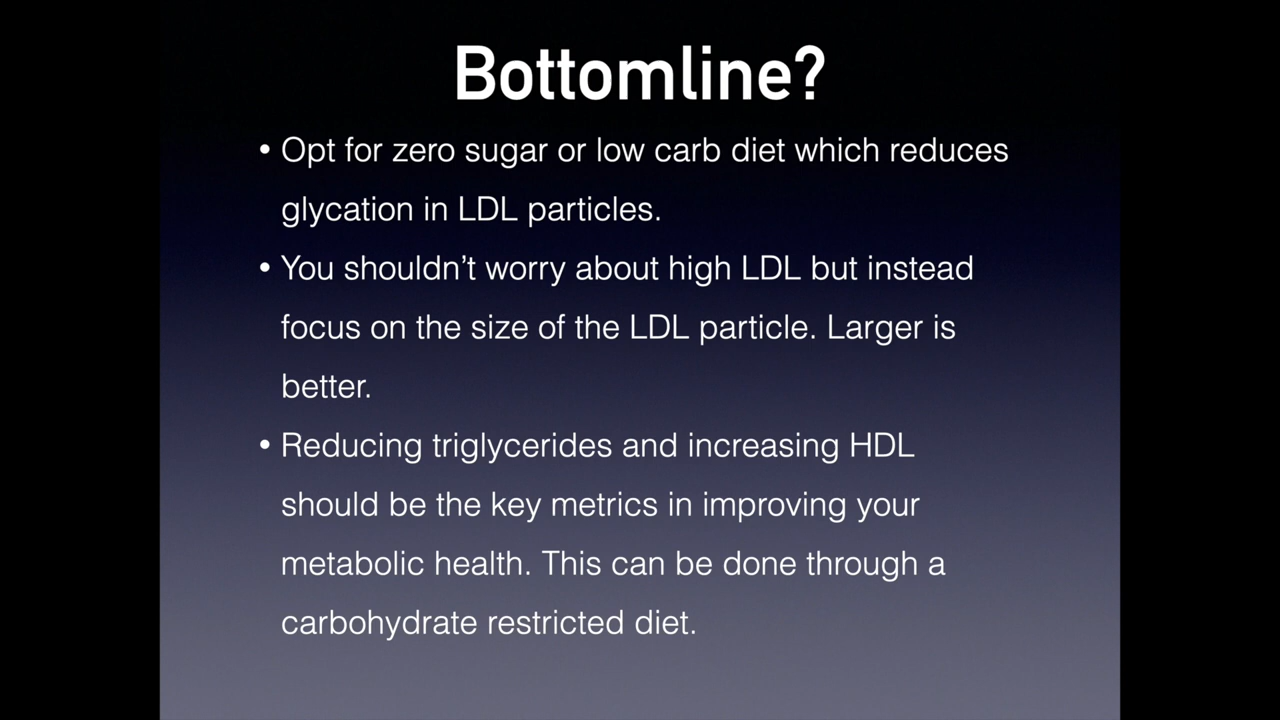 Bottomline?
• Opt for zero sugar or low carb diet which reduces
glycation in LDL particles.
• You shouldn’t worry about high LDL but instead
focus on the size of the LDL particle. Larger is
better.
• Reducing triglycerides and increasing HDL
should be the key metrics in improving your
metabolic health. This can be done through a
carbohydrate restricted diet.